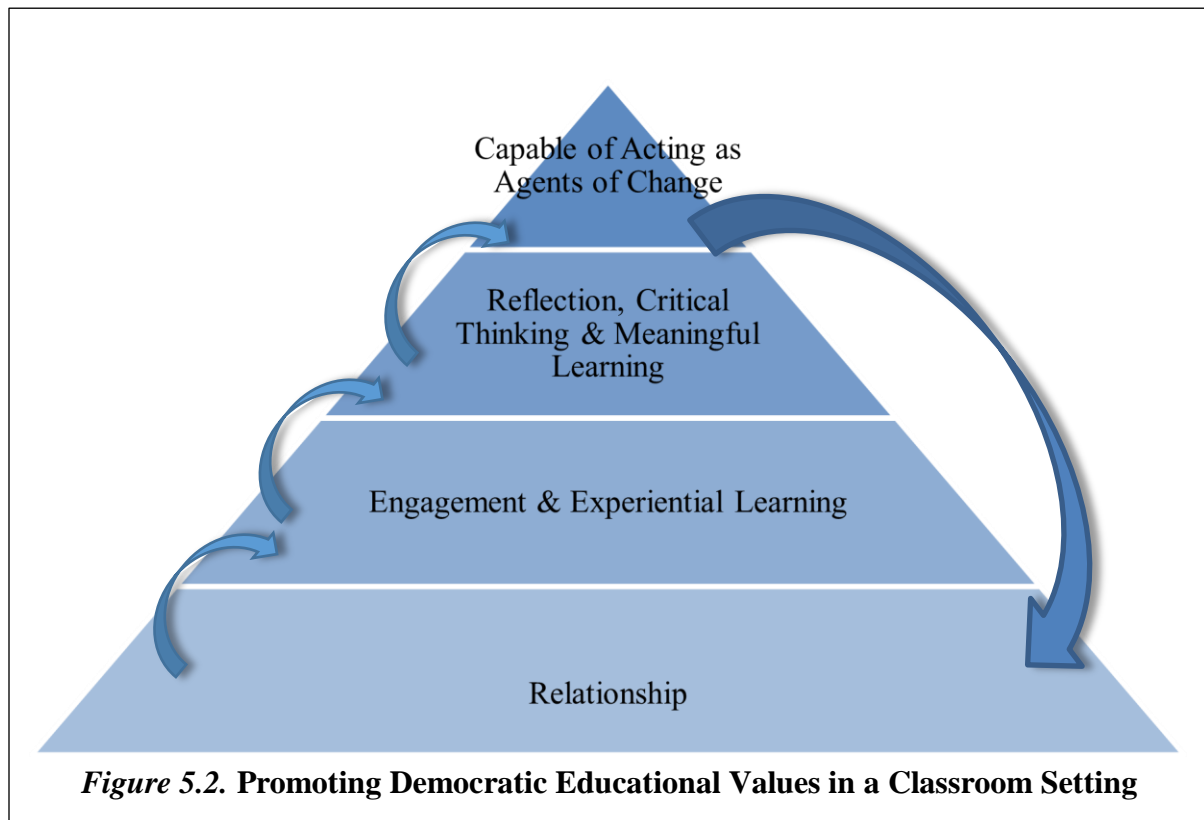 Capable of Acting as
Agents of Change
Reflection, Critical
Thinking & Meaningful
Learning
Engagement & Experiential Learning
Relationship
Figure 5.2. Promoting Democratic Educational Values in a Classroom Setting